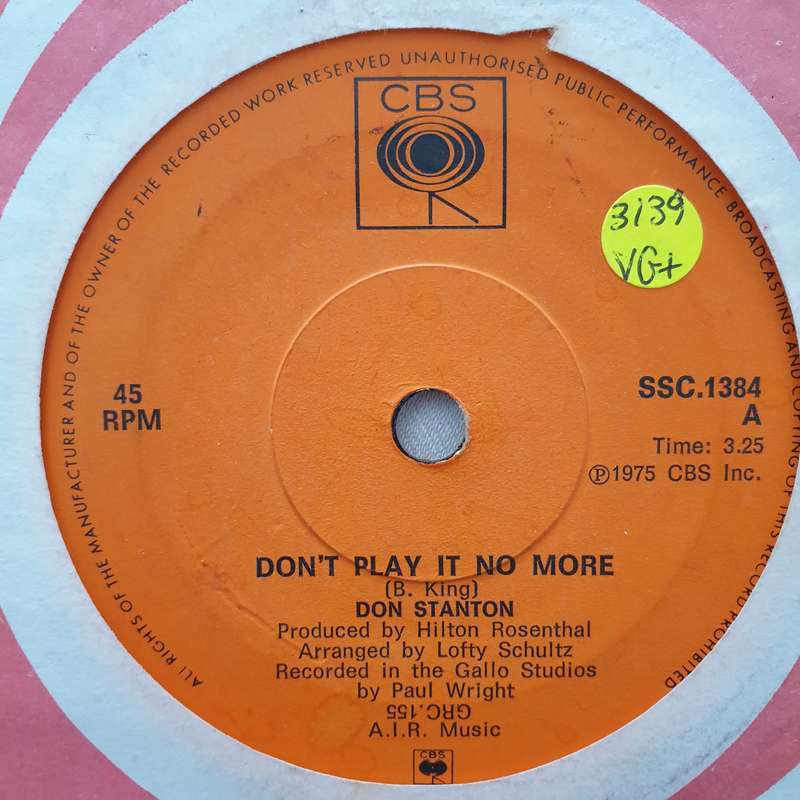 ALL RIGHTS OF THE MANUFACTURER AND OF THE OWNER OF THE RECORDED WORK RESERVED UNAUTHORISED PUBLIC PERFORMANCE BROADCASTING AND COPYING OF THIS RECORD PROHIBITED
CBS
3139
VG+
45
RPM
SSC.1384
A
Time: 3.25
℗1975 CBS Inc.
DON'T PLAY IT NO MORE
(B. King)
DON STANTON
Produced by Hilton Rosenthal
Arranged by Lofty Schultz
Recorded in the Gallo Studios
by Paul Wright
GRC.155
A.I.R. Music
CBS